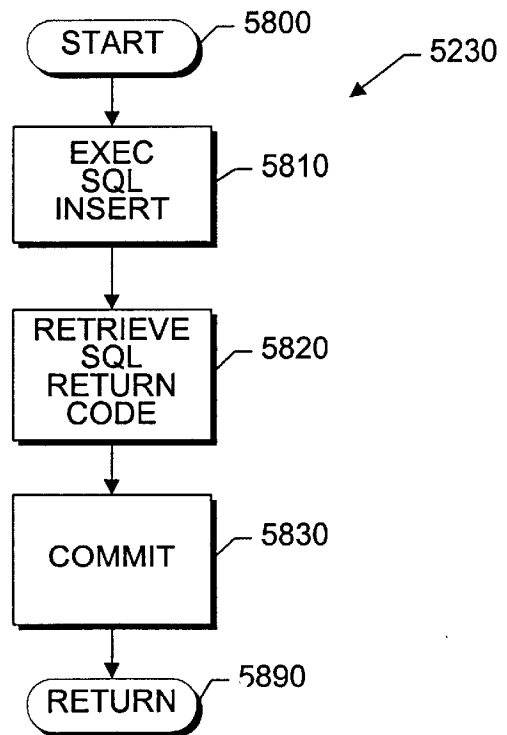 START
5800
5230
EXEC
SQL
INSERT
5810
RETRIEVE
SQL
RETURN
CODE
5820
COMMIT
5830
RETURN
5890